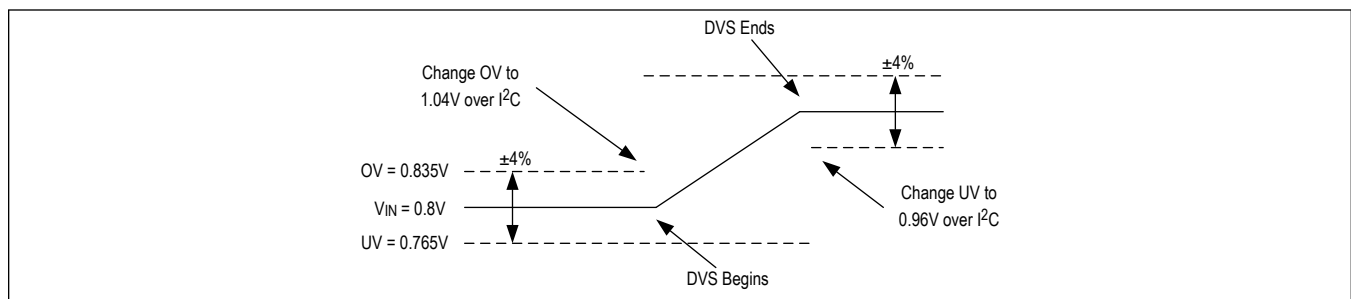 DVS Ends
±4%
Change OV to
1.04V over I2C
±4%
OV = 0.835V
VIN = 0.8V
UV = 0.765V
Change UV to
0.96V over I2C
DVS Begins